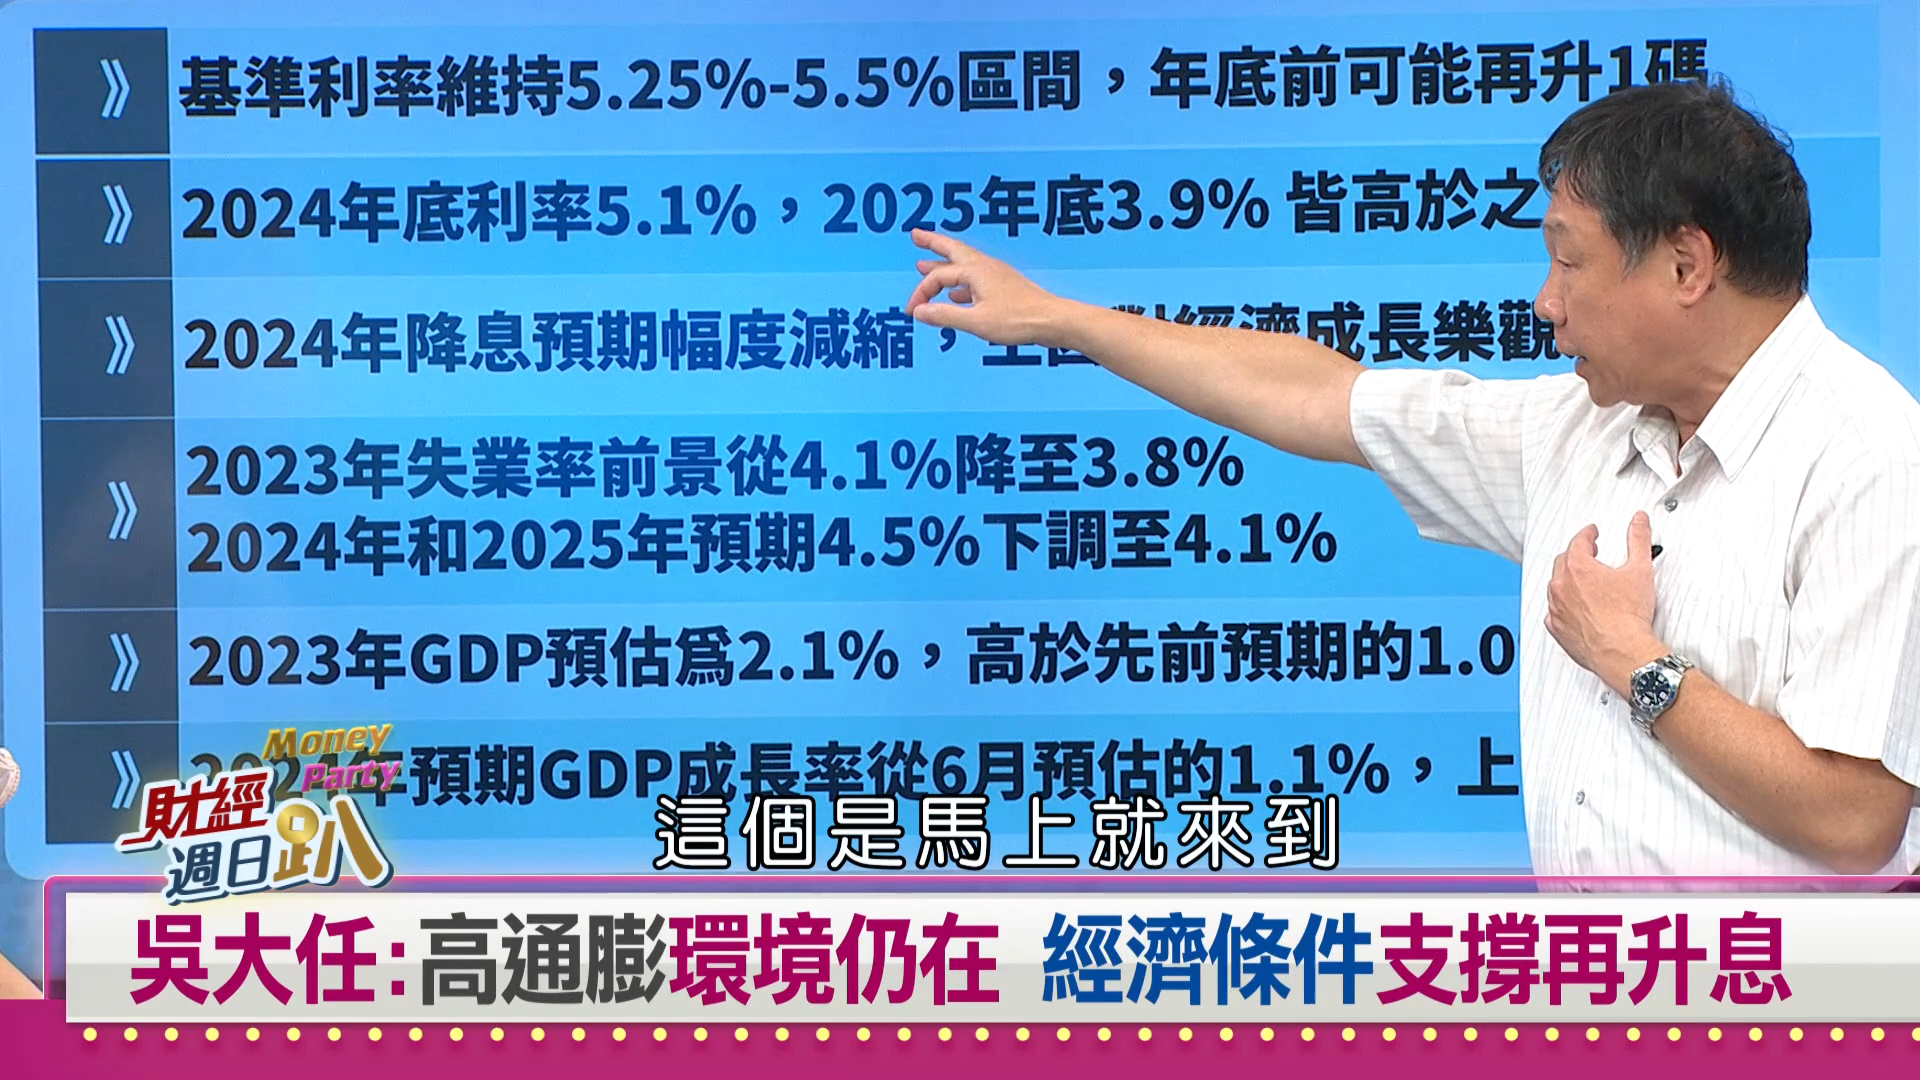 基準利率維持5.25%-5.5%區間，年底前可能再升1碼
2024年底利率5.1%，2025年底3.9% 皆高於之
2024年降息預期幅度減縮，對經濟成長樂觀
2023年失業率前景從4.1%降至3.8%
2024年和2025年預期4.5%下調至4.1%
2023年GDP預估為2.1%，高於先前預期的1.0
2024年預期GDP成長率從6月預估的1.1%，上
Money Party
財經週日趴
這個是馬上就來到
吳大任:高通膨環境仍在 經濟條件支撐再升息